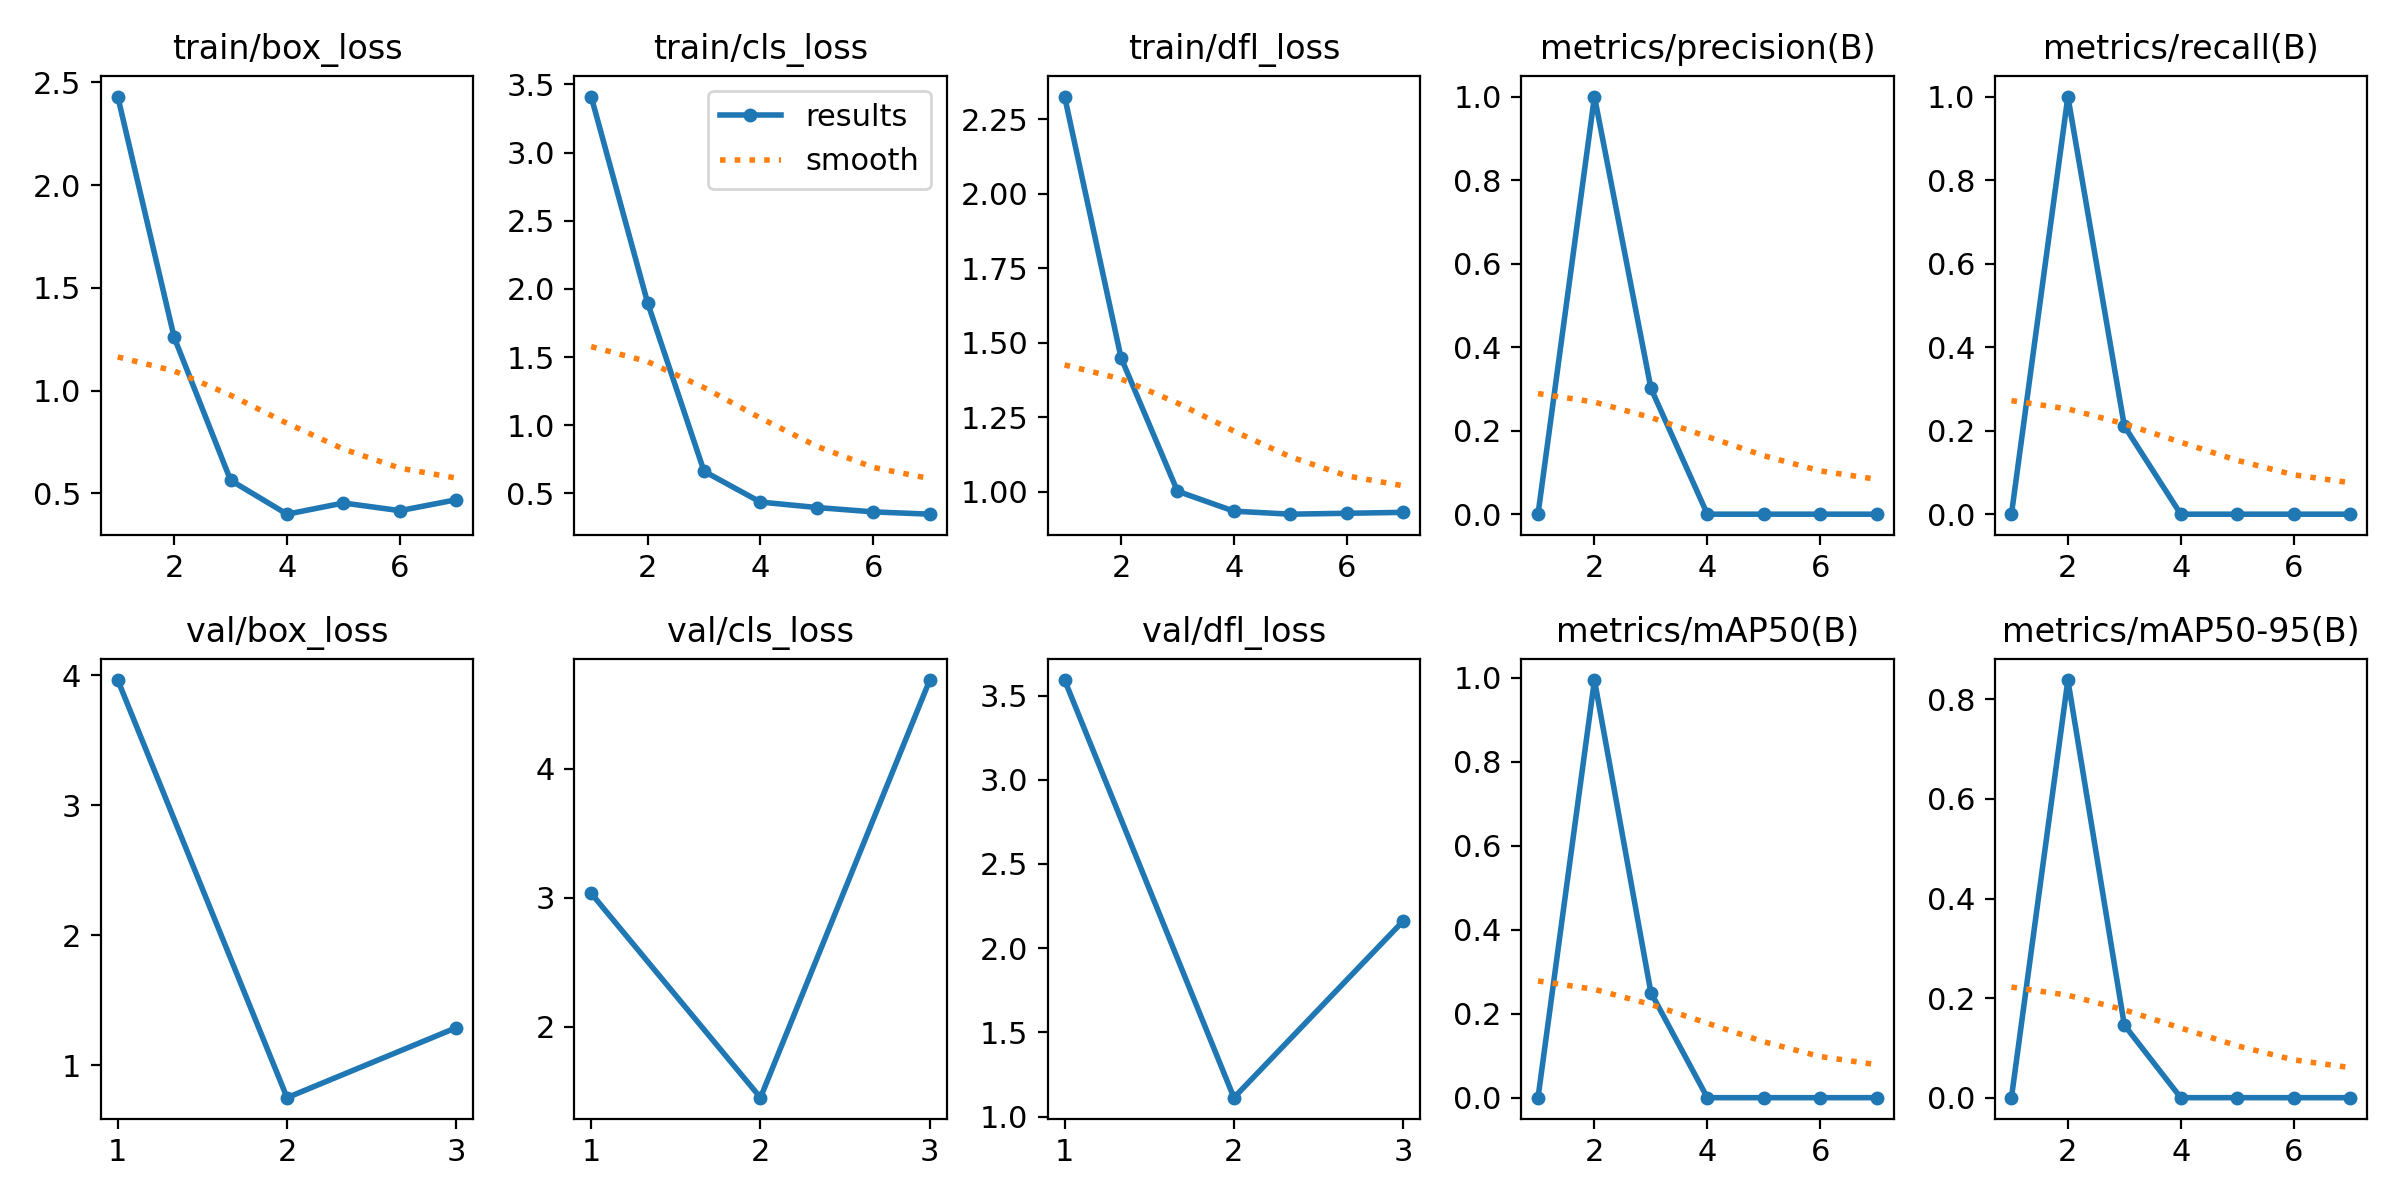 train/box_loss
2.5
2.0
1.5
1.0
0.5
2 4 6
train/cls_loss
results
smooth
3.5
3.0
2.5
2.0
1.5
1.0
0.5
2 4 6
train/dfl_loss
2.25
2.00
1.75
1.50
1.25
1.00
2 4 6
metrics/precision(B)
1.0
0.8
0.6
0.4
0.2
0.0
2 4 6
metrics/recall(B)
1.0
0.8
0.6
0.4
0.2
0.0
2 4 6
val/box_loss
4
3
2
1
1 2 3
val/cls_loss
4
3
2
1 2 3
val/dfl_loss
3.5
3.0
2.5
2.0
1.5
1.0
1 2 3
metrics/mAP50(B)
1.0
0.8
0.6
0.4
0.2
0.0
2 4 6
metrics/mAP50-95(B)
0.8
0.6
0.4
0.2
0.0
2 4 6